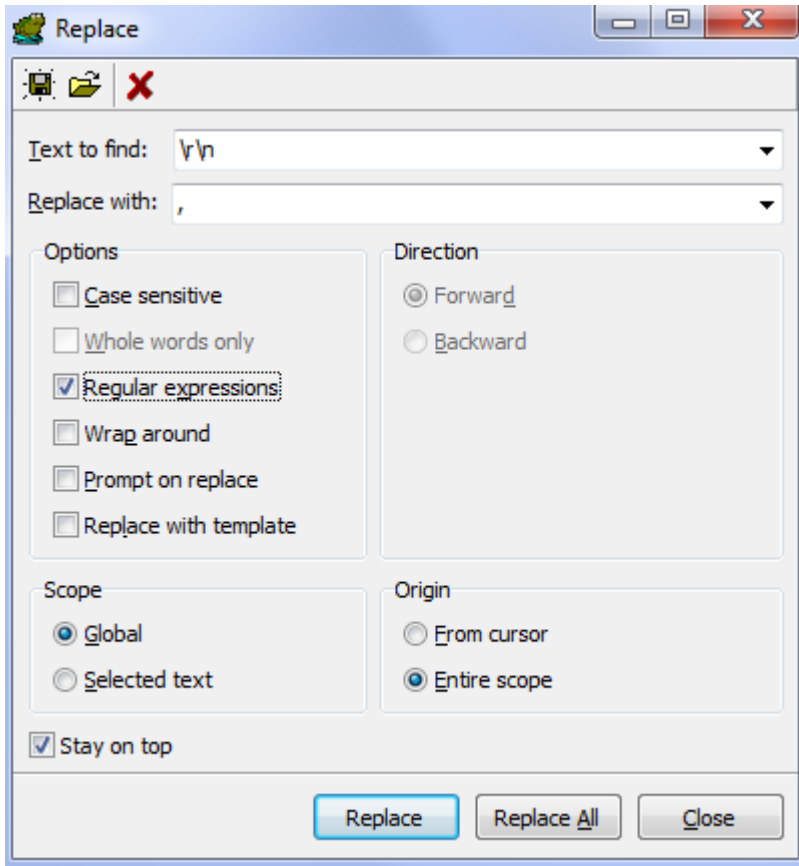 Replace
Text to find: \r\n
Replace with: ,
Options
Case sensitive
Whole words only
Regular expressions
Wrap around
Prompt on replace
Replace with template
Direction
Forward
Backward
Scope
Global
Selected text
Origin
From cursor
Entire scope
Stay on top
Replace
Replace All
Close